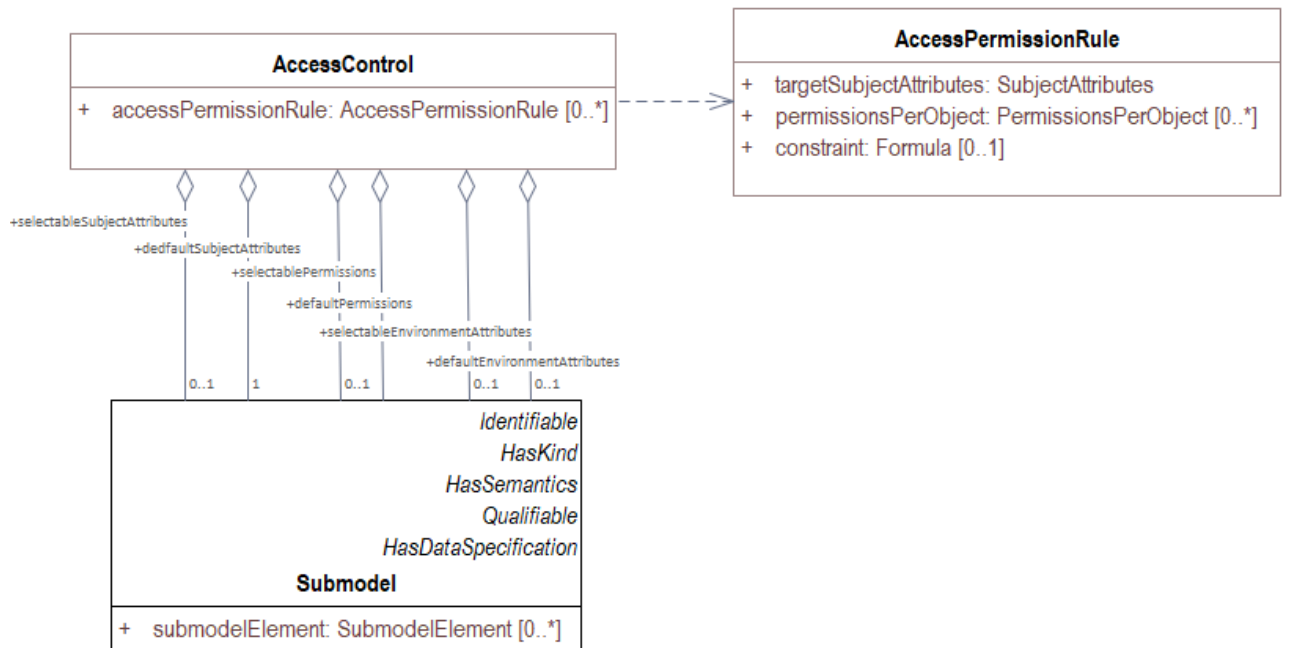 AccessControl
+ accessPermissionRule: AccessPermissionRule [0..*]
AccessPermissionRule
+ targetSubjectAttributes: SubjectAttributes
+ permissionsPerObject: PermissionsPerObject [0..*]
+ constraint: Formula [0..1]
+selectableSubjectAttributes
+dedfaultSubjectAttributes
+selectablePermissions
+defaultPermissions
+selectableEnvironmentAttributes
+defaultEnvironmentAttributes
0..1 1 0..1 0..1 0..1
Identifiable
HasKind
HasSemantics
Qualifiable
HasDataSpecification
Submodel
+ submodelElement: SubmodelElement [0..*]